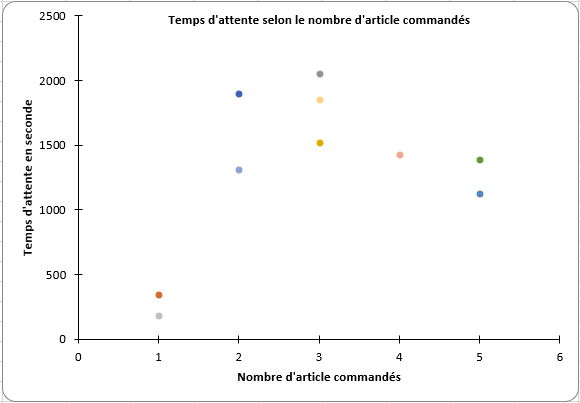 Temps d'attente selon le nombre d'article commandés
2500
2000
1500
1000
500
0
Temps d'attente en seconde
0 1 2 3 4 5 6
Nombre d'article commandés